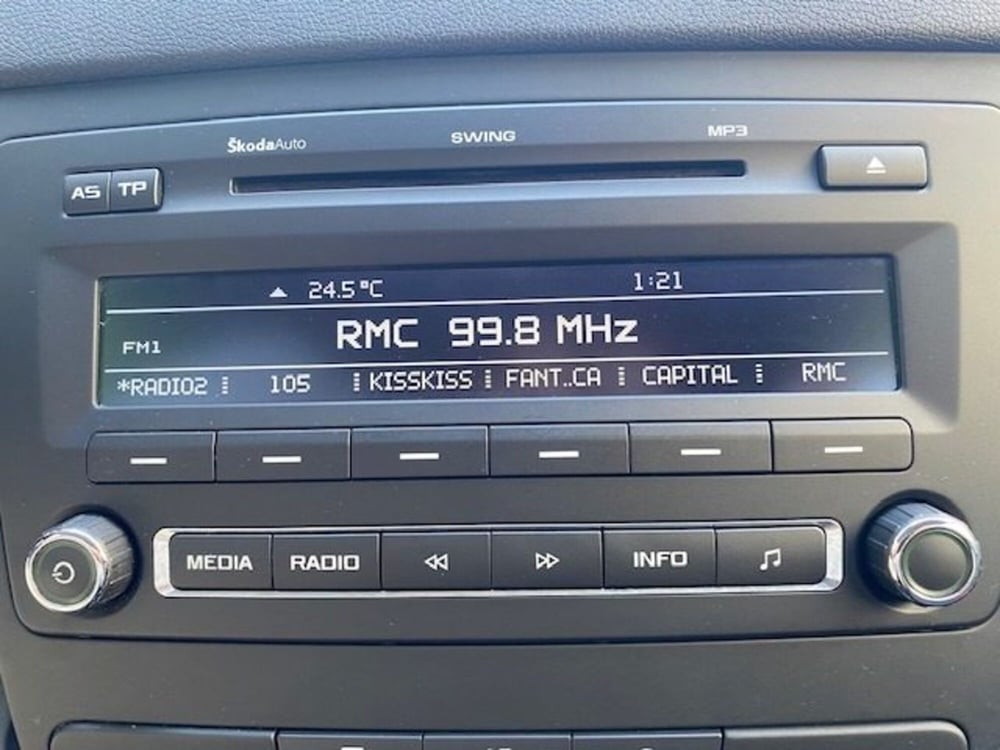 ŠkodaAuto SWING MP3
AS TP
24.5°C 1:21
FM1 RMC 99.8 MHz
*RADIO2 105 KISSKISS FANT..CA CAPITAL RMC
MEDIA RADIO INFO